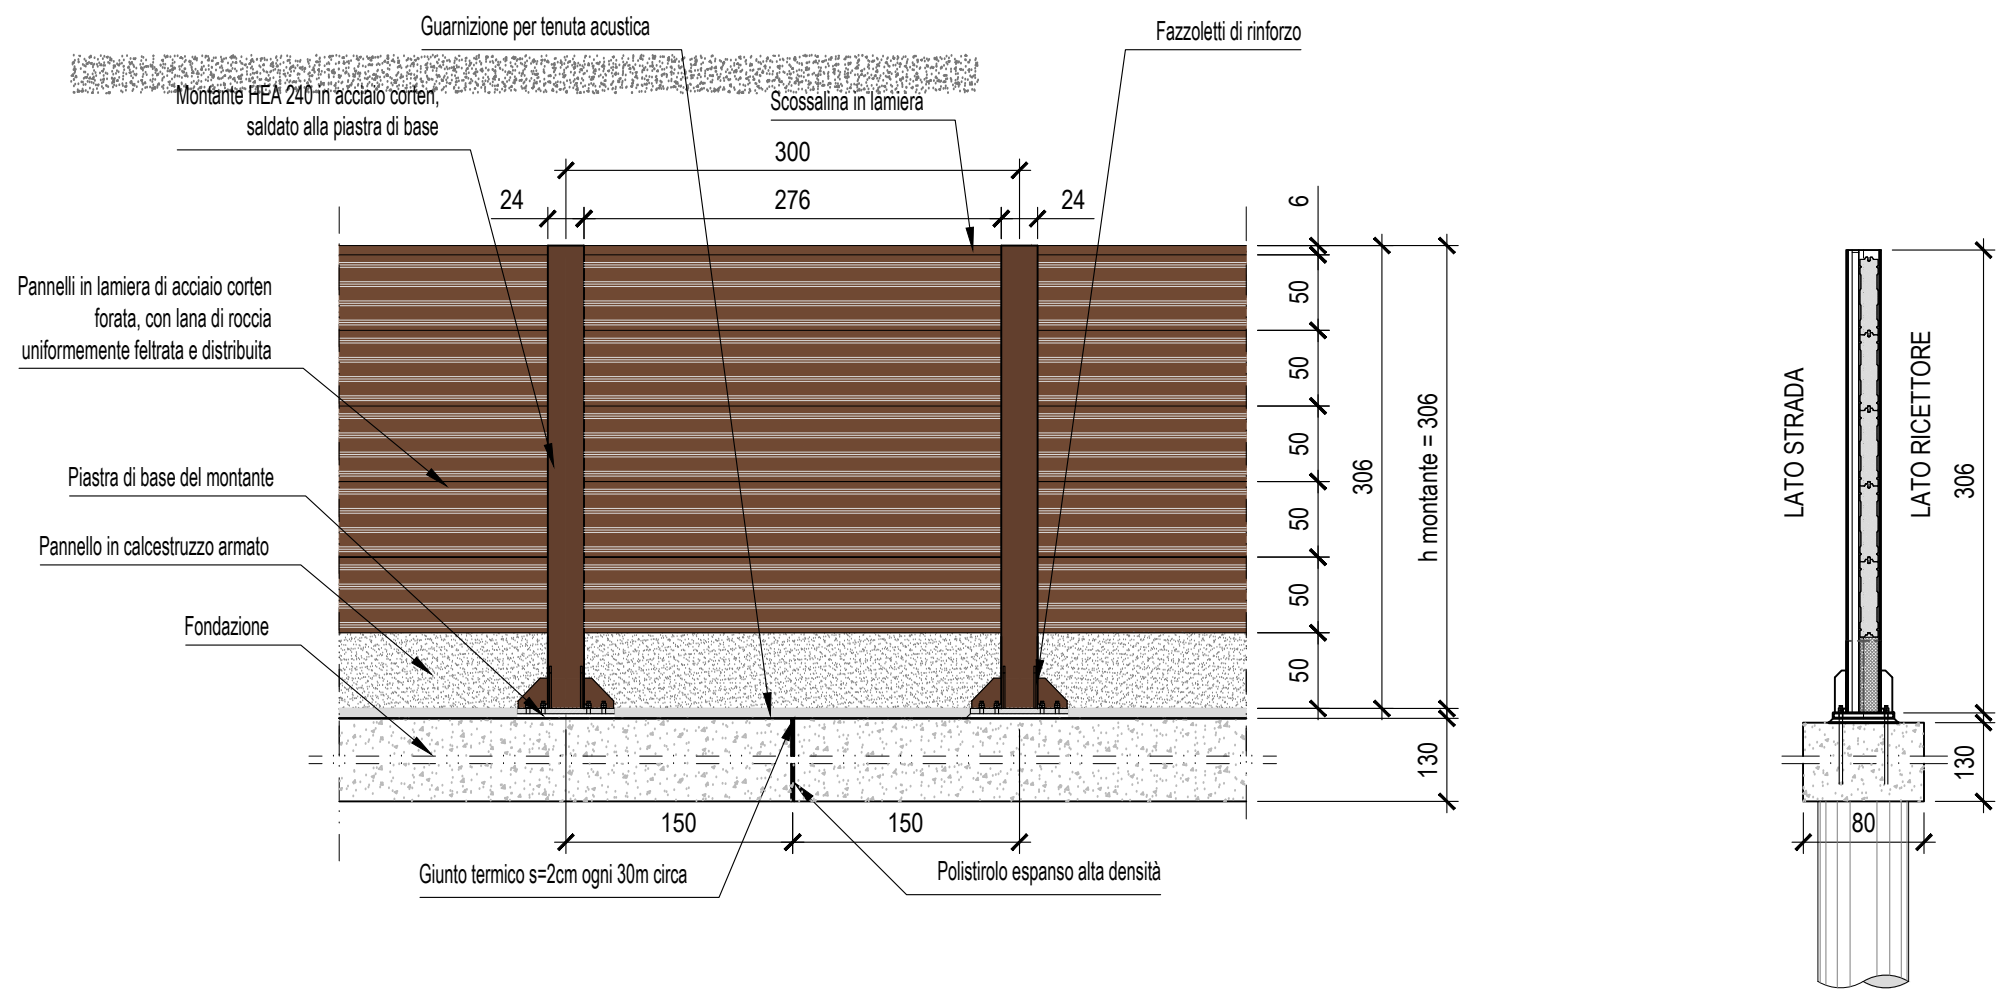 Guarnizione per tenuta acustica
Fazzoletti di rinforzo
Montante HEA 240 in acciaio corten,
saldato alla piastra di base
Scossalina in lamiera
300
24
276
24
6
Pannelli in lamiera di acciaio corten
forata, con lana di roccia
uniformemente feltrata e distribuita
50
50
50
50
50
50
306
h montante = 306
130
Piastra di base del montante
Pannello in calcestruzzo armato
Fondazione
150
150
Giunto termico s=2cm ogni 30m circa
Polistirolo espanso alta densità
LATO STRADA
LATO RICETTORE
306
130
80